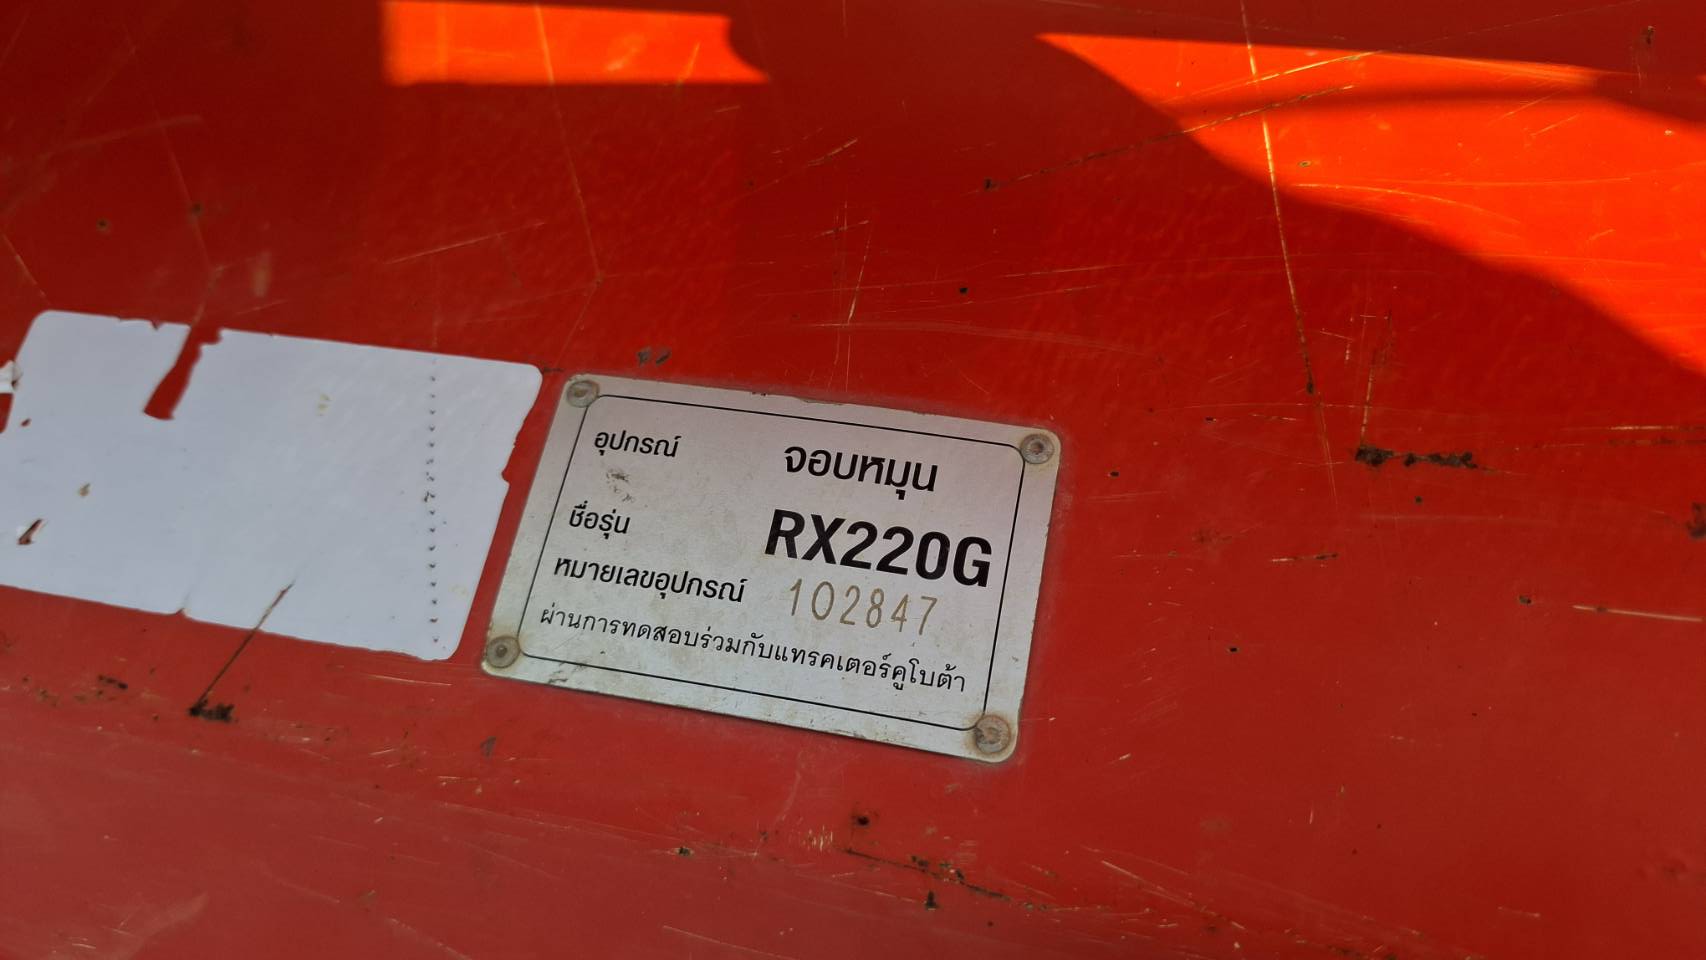 อุปกรณ์ จอบหมุน
ชื่อรุ่น RX220G
หมายเลขอุปกรณ์ 102847
ผ่านการทดสอบร่วมกับแทรคเตอร์คูโบต้า